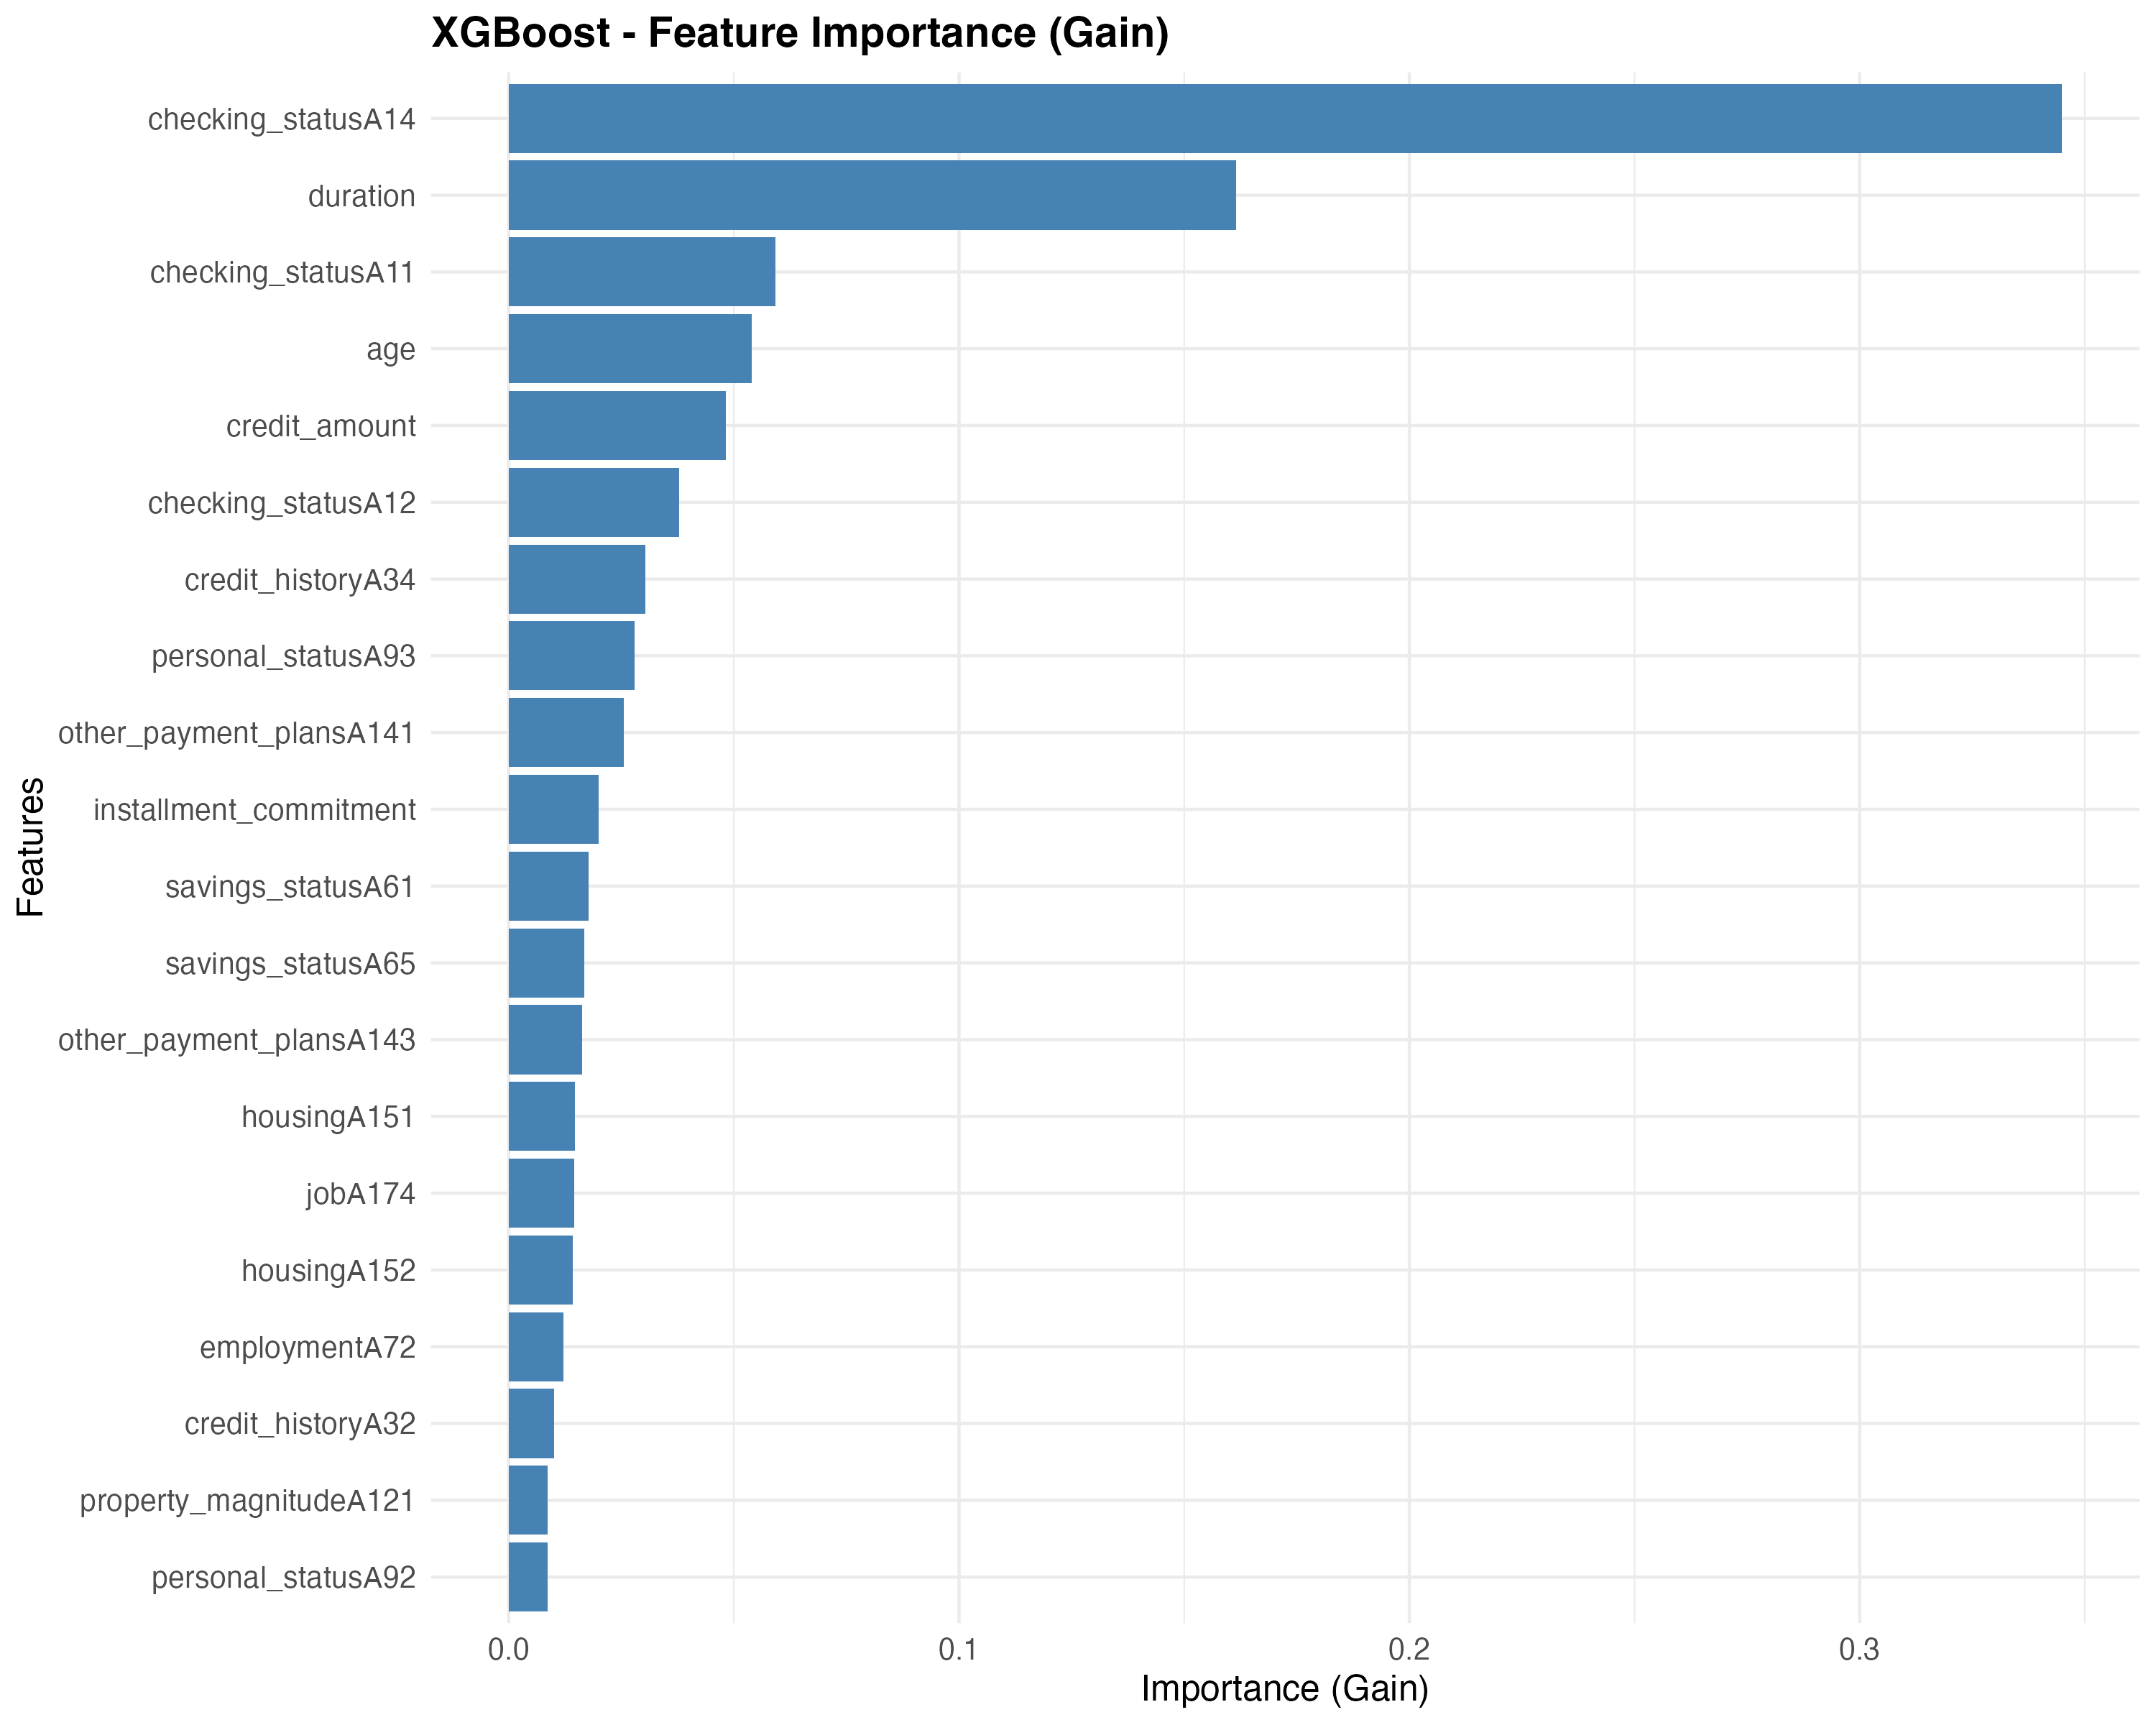 XGBoost - Feature Importance (Gain)
checking_statusA14
duration
checking_statusA11
age
credit_amount
checking_statusA12
credit_historyA34
personal_statusA93
other_payment_plansA141
installment_commitment
savings_statusA61
savings_statusA65
other_payment_plansA143
housingA151
jobA174
housingA152
employmentA72
credit_historyA32
property_magnitudeA121
personal_statusA92
Features
0.0 0.1 0.2 0.3
Importance (Gain)